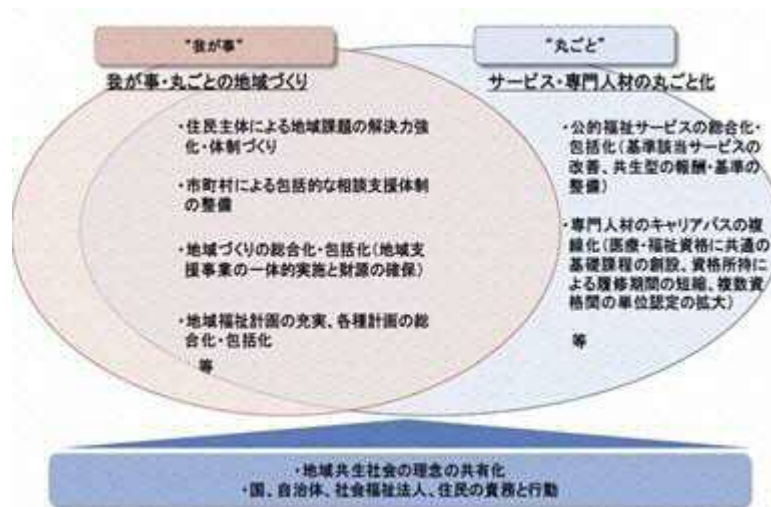 “我が事”
我が事・丸ごとの地域づくり
・住民主体による地域課題の解決力強
化・体制づくり
・市町村による包括的な相談支援体制
の整備
・地域づくりの総合化・包括化（地域支
援事業の一体的実施と財源の確保）
・地域福祉計画の充実、各種計画の総
合化・包括化
等
“丸ごと”
サービス・専門人材の丸ごと化
・公的福祉サービスの総合化・
包括化（基準該当サービスの
改善、共生型の報酬・基準の
整備）
・専門人材のキャリアパスの複
線化（医療・福祉資格に共通の
基礎課程の創設、資格所持に
よる履修期間の短縮、複数資
格間の単位認定の拡大）
等
・地域共生社会の理念の共有化
・国、自治体、社会福祉法人、住民の責務と行動